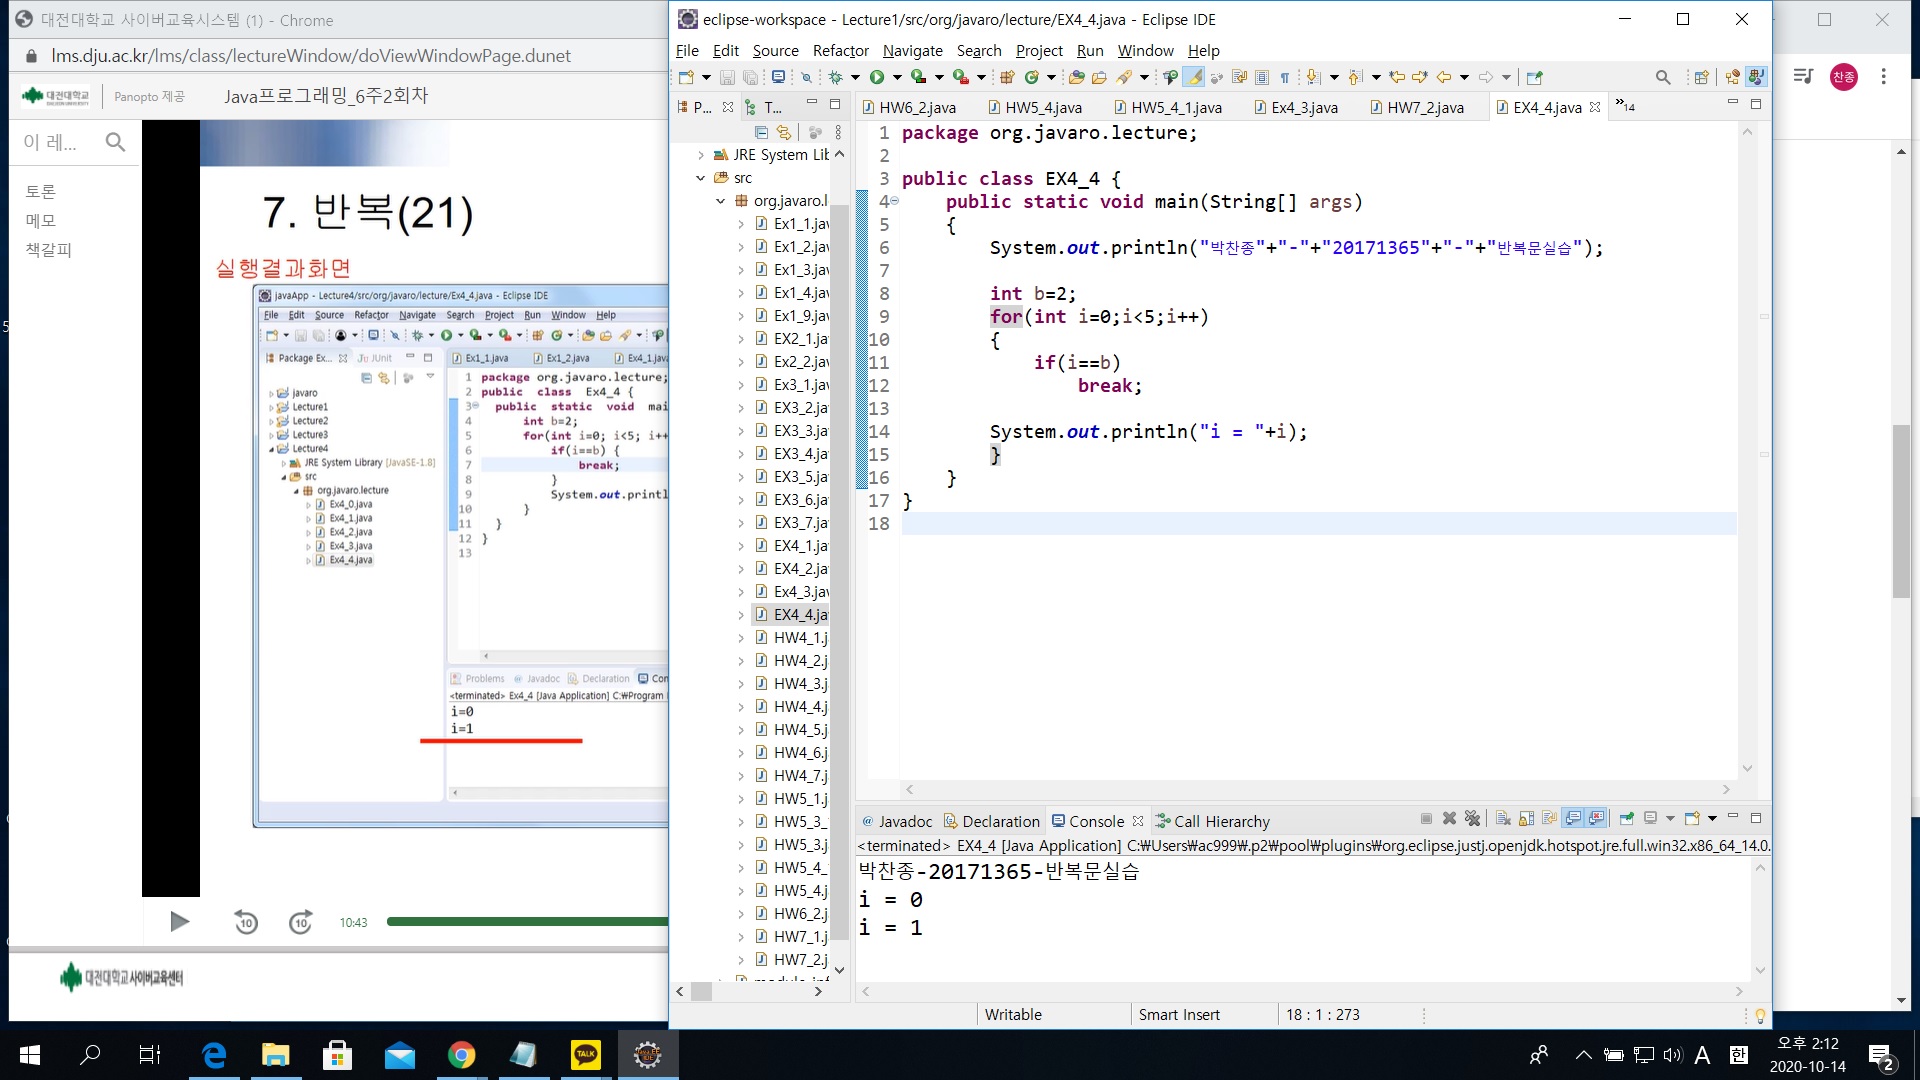 대전대학교 사이버교육시스템 (1) - Chrome
lms.dju.ac.kr/lms/class/lectureWindow/doViewWindowPage.dunet
대전대학교
Panopto 제공
Java프로그래밍_6주2회차
이 레...
토론
메모
책갈피
7. 반복(21)
실행결과화면
javaApp - Lecture4/src/org/javaro/lecture/Ex4_4.java - Eclipse IDE
File Edit Source Refactor Navigate Search Project Run Window Help
Package Ex... JUnit
Ex1_1.java Ex1_2.java Ex4_1.java
javaro
Lecture1
Lecture2
Lecture3
Lecture4
JRE System Library [JavaSE-1.8]
src
org.javaro.lecture
Ex4_0.java
Ex4_1.java
Ex4_2.java
Ex4_3.java
Ex4_4.java
1 package org.javaro.lecture;
2 public class Ex4_4 {
3 public static void mai
4 int b=2;
5 for(int i=0; i<5; i++
6 if(i==b) {
7 break;
8 }
9 System.out.printl
10 }
11 }
12 }
13
Problems Javadoc Declaration Con
<terminated> Ex4_4 [Java Application] C:￦Program
i=0
i=1
10 10 10:43
대전대학교 사이버교육센터
eclipse-workspace - Lecture1/src/org/javaro/lecture/EX4_4.java - Eclipse IDE
File Edit Source Refactor Navigate Search Project Run Window Help
P... T...
JRE System Lib
src
org.javaro.l
Ex1_1.jav
Ex1_2.jav
Ex1_3.jav
Ex1_4.jav
Ex1_9.jav
EX2_1.jav
Ex2_2.jav
Ex3_1.jav
EX3_2.jav
EX3_3.jav
EX3_4.jav
EX3_5.jav
EX3_6.jav
EX3_7.jav
EX4_1.jav
EX4_2.jav
Ex4_3.jav
EX4_4.ja
HW4_1.j
HW4_2.j
HW4_3.j
HW4_4.j
HW4_5.j
HW4_6.j
HW4_7.j
HW5_1.j
HW5_3_
HW5_3.j
HW5_4_
HW5_4.j
HW6_2.j
HW7_1.j
HW7_2.j
HW6_2.java HW5_4.java HW5_4_1.java Ex4_3.java HW7_2.java EX4_4.java »14
1 package org.javaro.lecture;
2
3 public class EX4_4 {
4 public static void main(String[] args)
5 {
6 System.out.println("박찬종"+"-"+"20171365"+"-"+"반복문실습");
7
8 int b=2;
9 for(int i=0;i<5;i++)
10 {
11 if(i==b)
12 break;
13
14 System.out.println("i = "+i);
15 }
16 }
17 }
18
Javadoc Declaration Console Call Hierarchy
<terminated> EX4_4 [Java Application] C:￦Users￦ac999￦.p2￦pool￦plugins￦org.eclipse.justj.openjdk.hotspot.jre.full.win32.x86_64_14.0.
박찬종-20171365-반복문실습
i = 0
i = 1
Writable Smart Insert 18 : 1 : 273
찬종
TALK
A 한 오후 2:12
2020-10-14
2